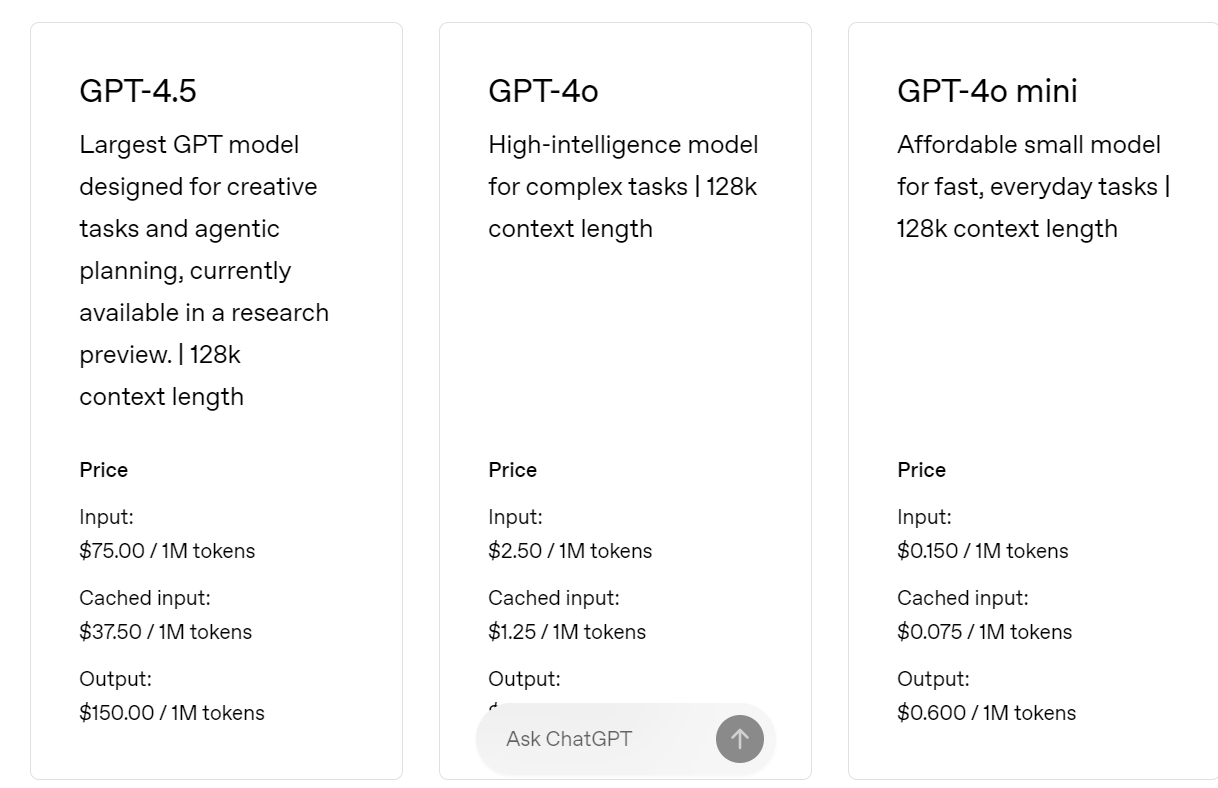 GPT-4.5
Largest GPT model
designed for creative
tasks and agentic
planning, currently
available in a research
preview. | 128k
context length
Price
Input:
$75.00 / 1M tokens
Cached input:
$37.50 / 1M tokens
Output:
$150.00 / 1M tokens
GPT-4o
High-intelligence model
for complex tasks | 128k
context length
Price
Input:
$2.50 / 1M tokens
Cached input:
$1.25 / 1M tokens
Output:
Ask ChatGPT
GPT-4o mini
Affordable small model
for fast, everyday tasks |
128k context length
Price
Input:
$0.150 / 1M tokens
Cached input:
$0.075 / 1M tokens
Output:
$0.600 / 1M tokens